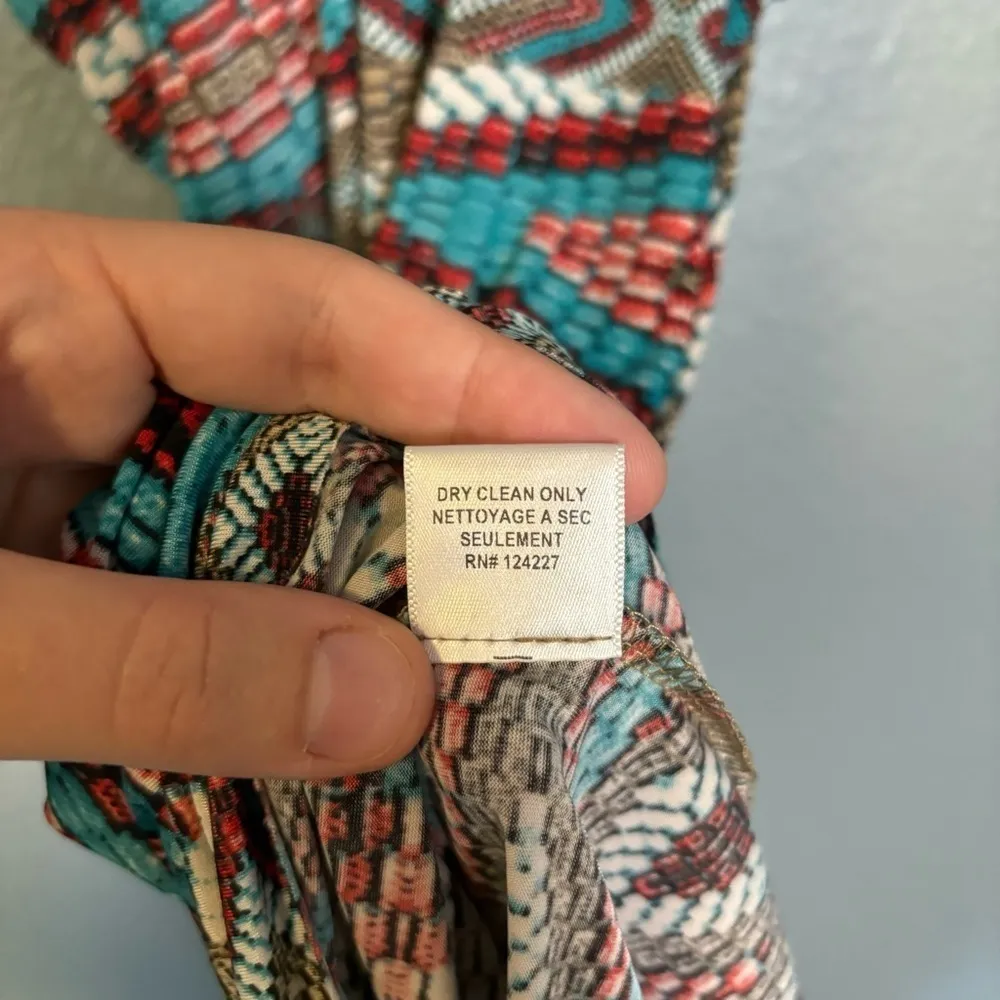 DRY CLEAN ONLY
NETTOYAGE A SEC
SEULEMENT
RN# 124227